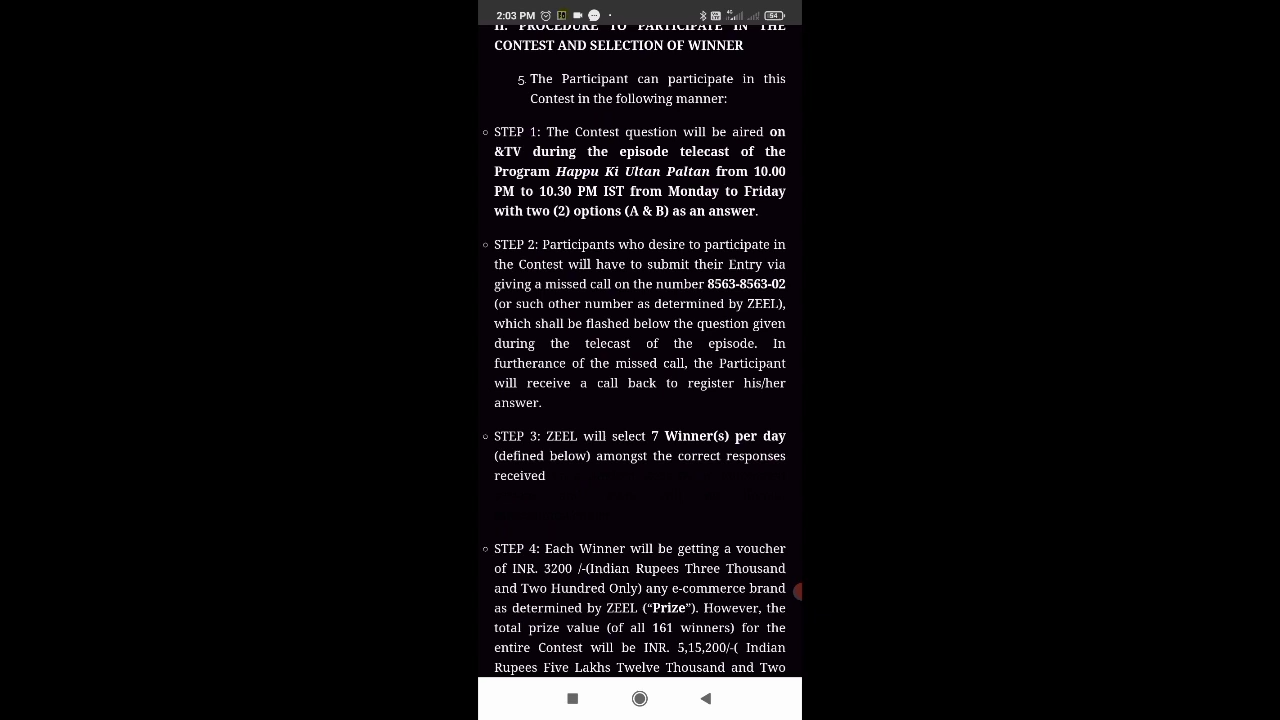 2:03 PM
54
II. PROCEDURE TO PARTICIPATE IN THE
CONTEST AND SELECTION OF WINNER
5. The Participant can participate in this
Contest in the following manner:
STEP 1: The Contest question will be aired on
&TV during the episode telecast of the
Program Happu Ki Ultan Paltan from 10.00
PM to 10.30 PM IST from Monday to Friday
with two (2) options (A & B) as an answer.
STEP 2: Participants who desire to participate in
the Contest will have to submit their Entry via
giving a missed call on the number 8563-8563-02
(or such other number as determined by ZEEL),
which shall be flashed below the question given
during the telecast of the episode. In
furtherance of the missed call, the Participant
will receive a call back to register his/her
answer.
STEP 3: ZEEL will select 7 Winner(s) per day
(defined below) amongst the correct responses
received
STEP 4: Each Winner will be getting a voucher
of INR. 3200 /-(Indian Rupees Three Thousand
and Two Hundred Only) any e-commerce brand
as determined by ZEEL (“Prize”). However, the
total prize value (of all 161 winners) for the
entire Contest will be INR. 5,15,200/-( Indian
Rupees Five Lakhs Twelve Thousand and Two